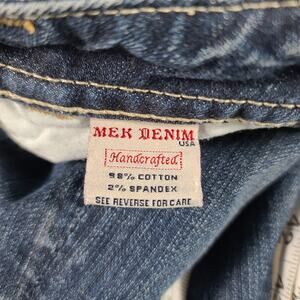 MEK DENIM
USA
Handcrafted
98% COTTON
2% SPANDEX
SEE REVERSE FOR CARE